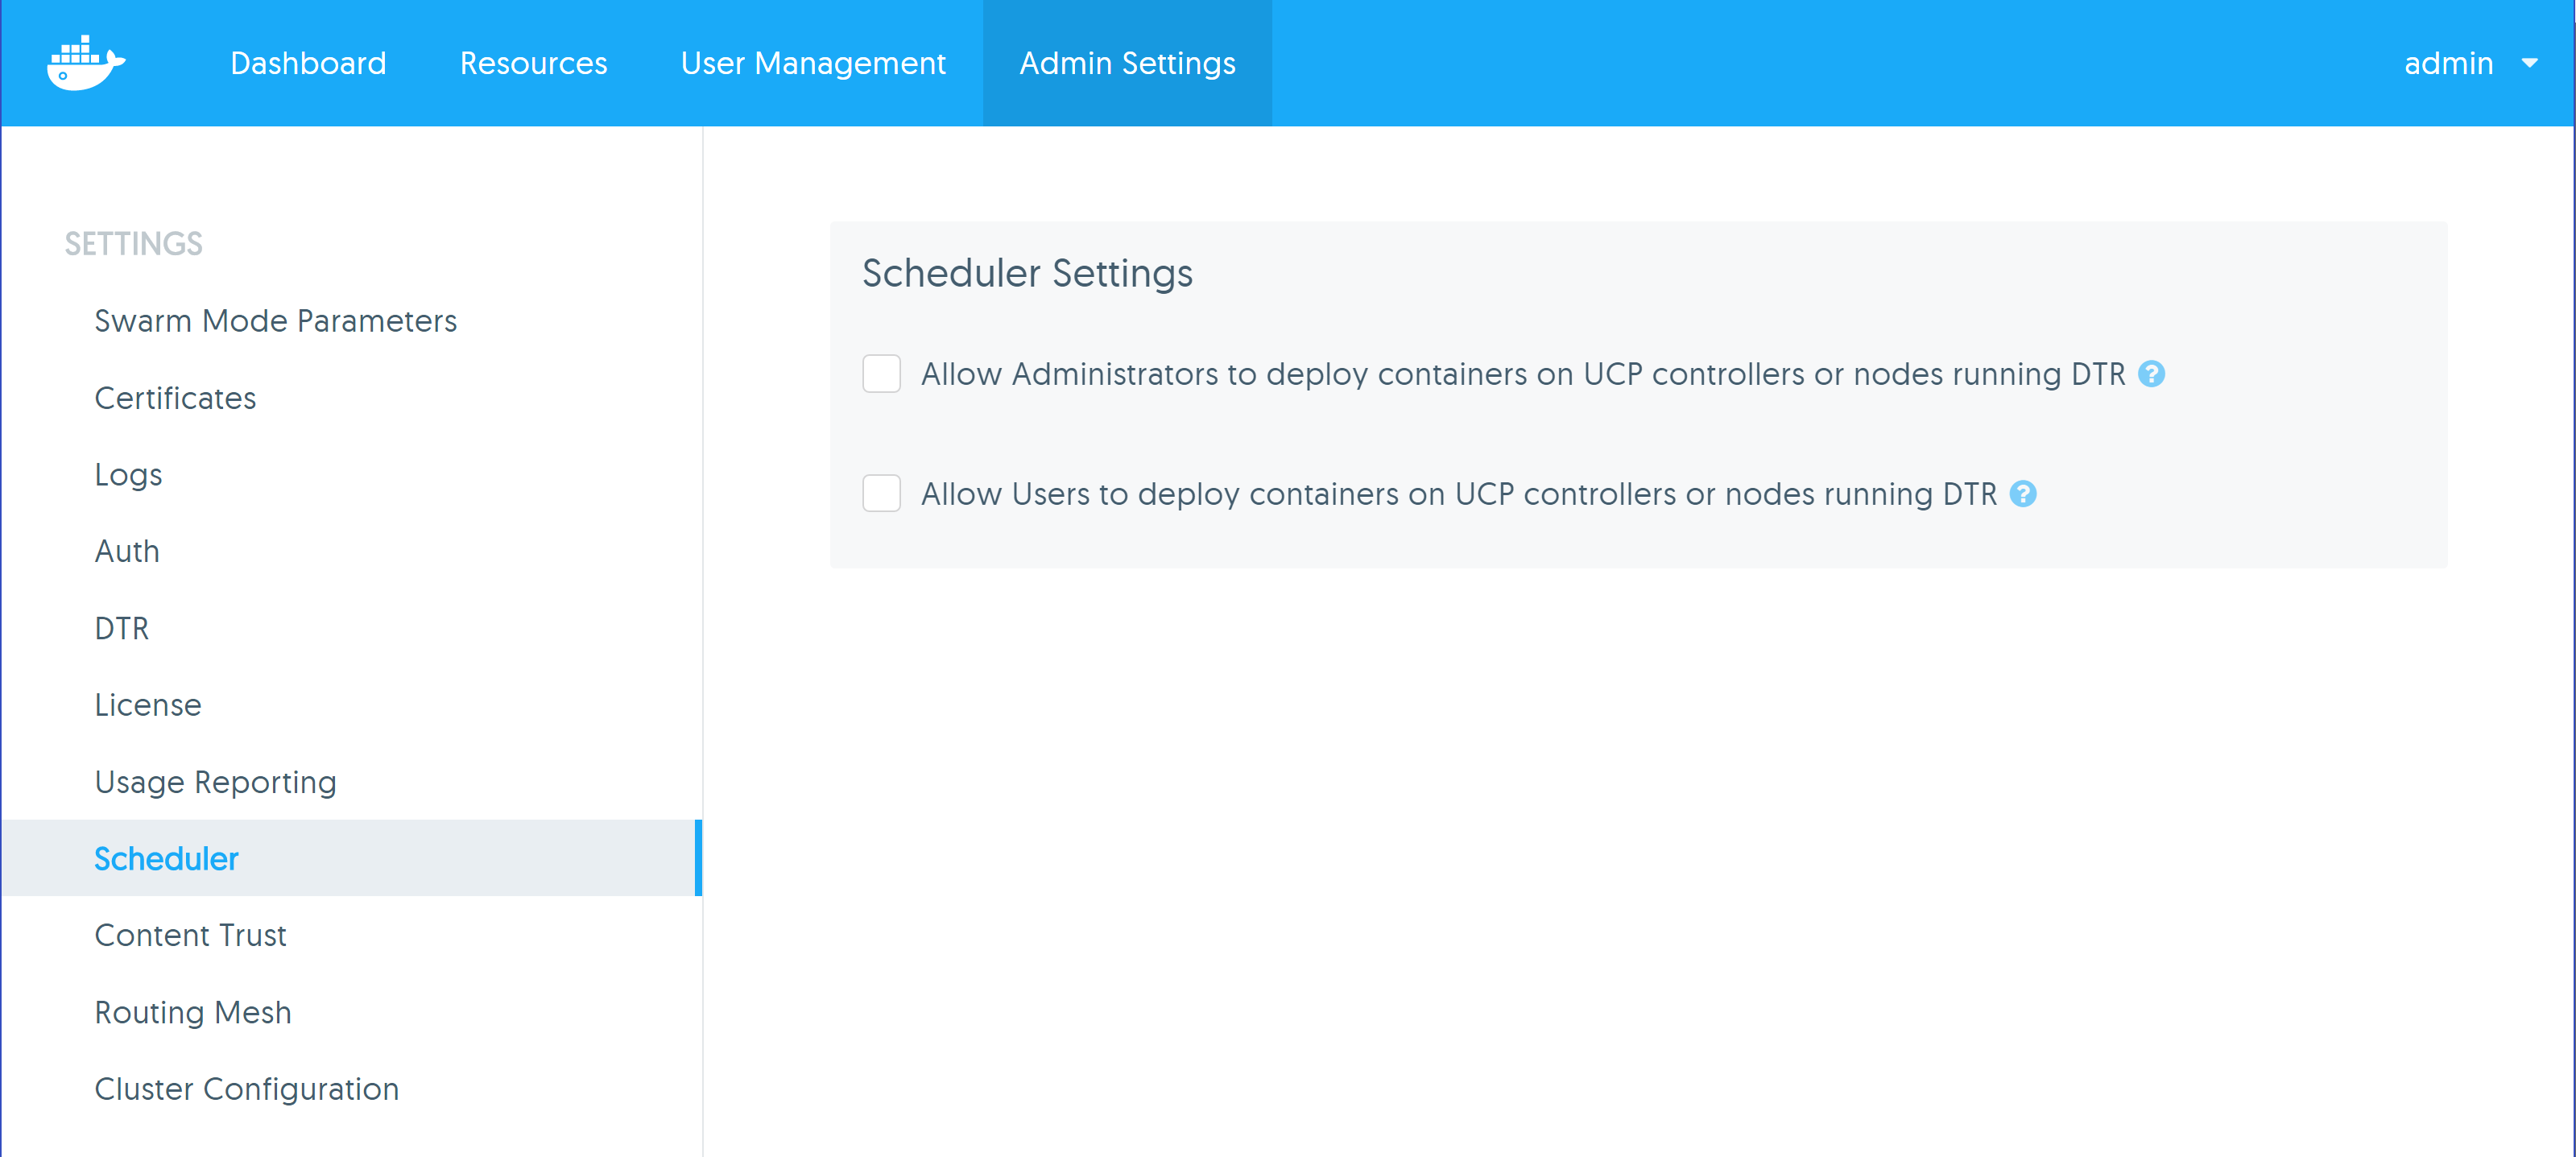 Dashboard Resources User Management Admin Settings admin
SETTINGS
Swarm Mode Parameters
Certificates
Logs
Auth
DTR
License
Usage Reporting
Scheduler
Content Trust
Routing Mesh
Cluster Configuration
Scheduler Settings
Allow Administrators to deploy containers on UCP controllers or nodes running DTR ?
Allow Users to deploy containers on UCP controllers or nodes running DTR ?